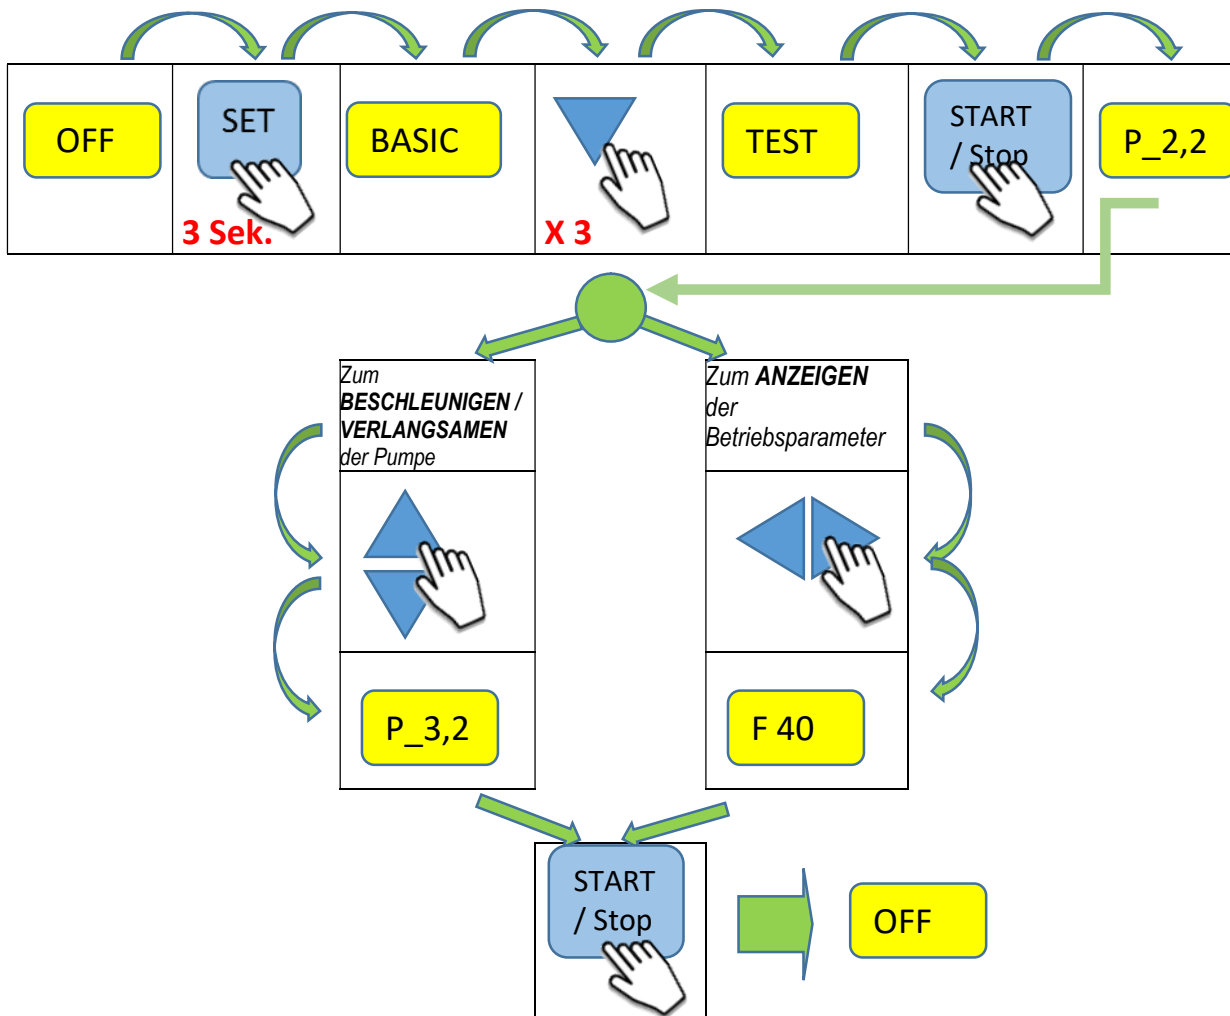 OFF
SET
3 Sek.
BASIC
X 3
TEST
START
/ Stop
P_2,2
Zum
BESCHLEUNIGEN /
VERLANGSAMEN
der Pumpe
Zum ANZEIGEN
der
Betriebsparameter
P_3,2
F 40
START
/ Stop
OFF